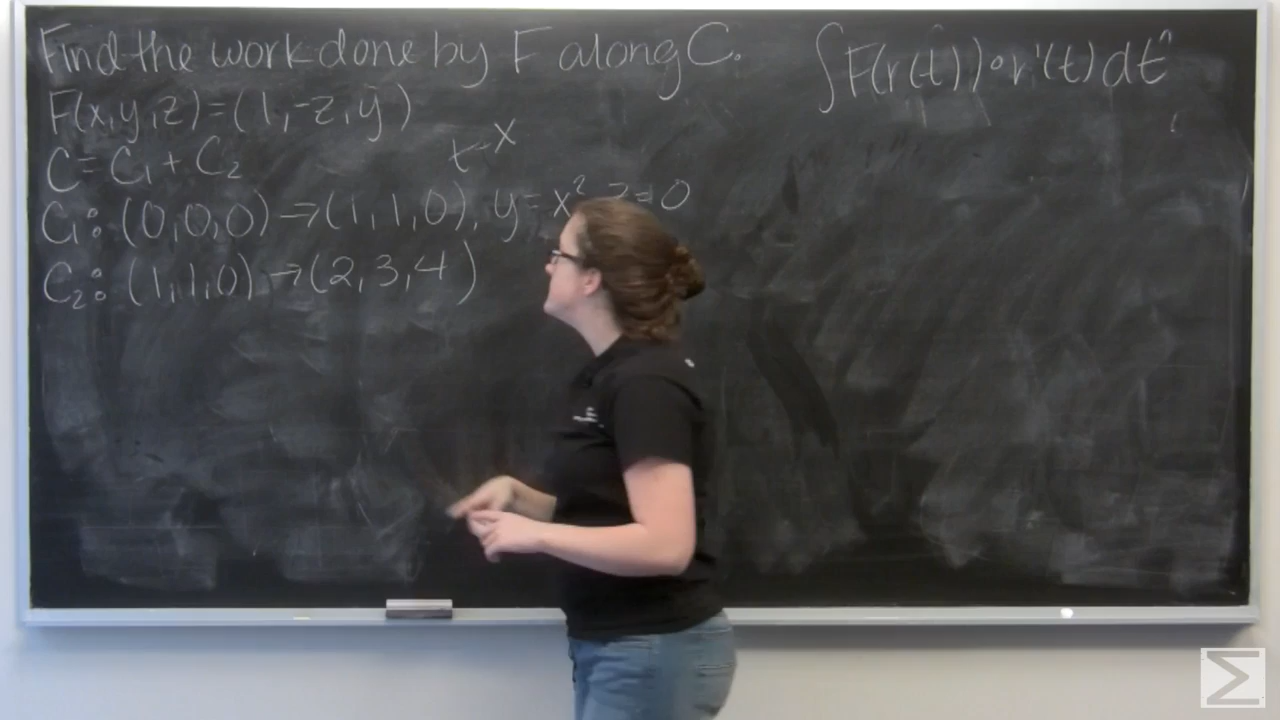 Find the work done by F along C.
∫F(r(t))∘r'(t)dt
F(x,y,z)=(1,-z,y)
C=C₁+C₂
t=x
C₁: (0,0,0)→(1,1,0), y=x² z=0
C₂: (1,1,0)→(2,3,4)
Σ